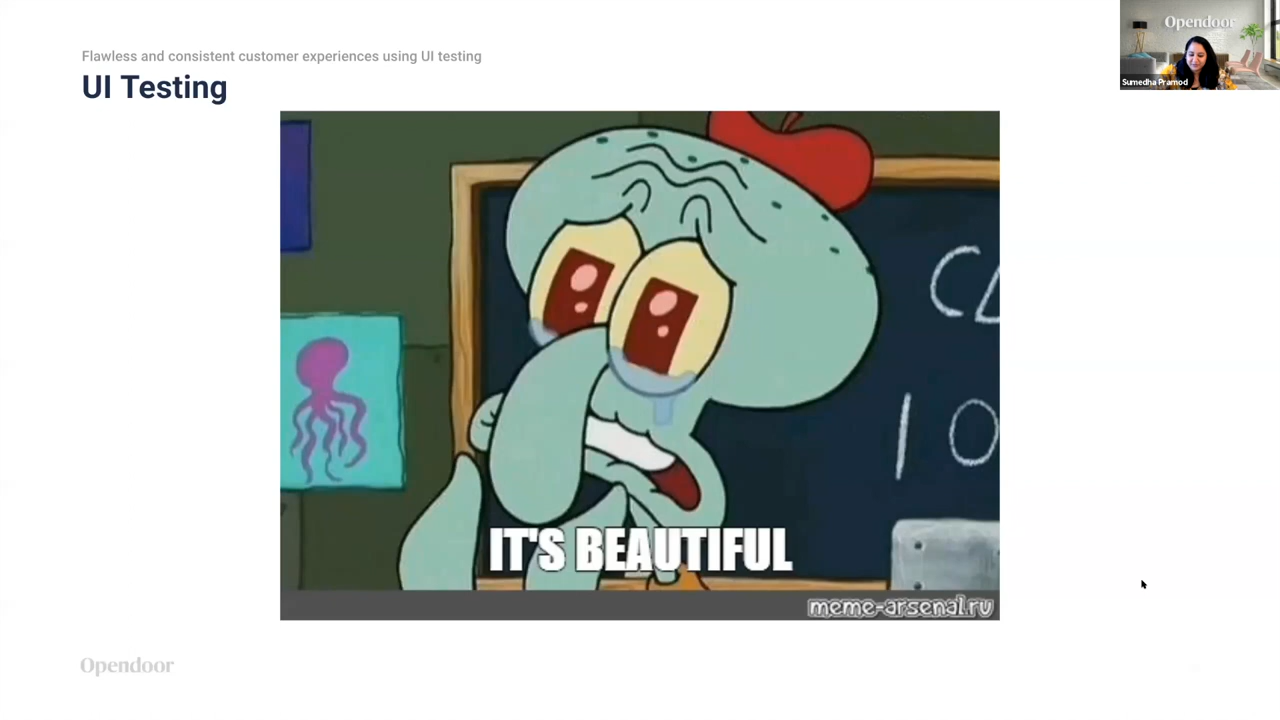 Flawless and consistent customer experiences using UI testing
UI Testing
Opendoor
Sumedha Pramod
10
IT'S BEAUTIFUL
meme-arsenal.ru
Opendoor